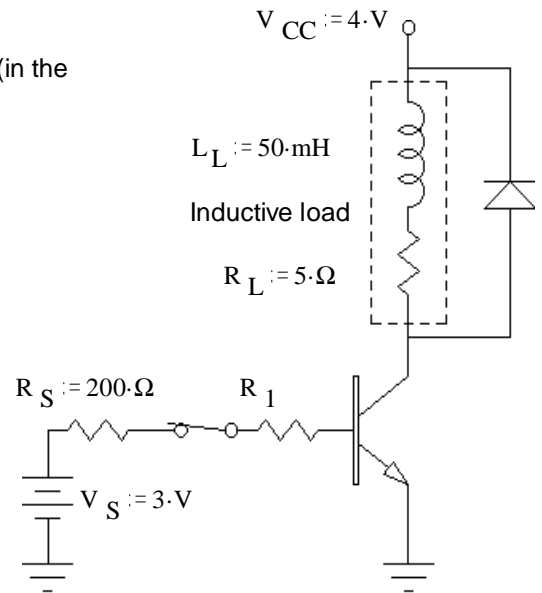 V CC := 4·V
(in the
L L := 50·mH
Inductive load
R L := 5·Ω
R S := 200·Ω R 1
V S := 3·V